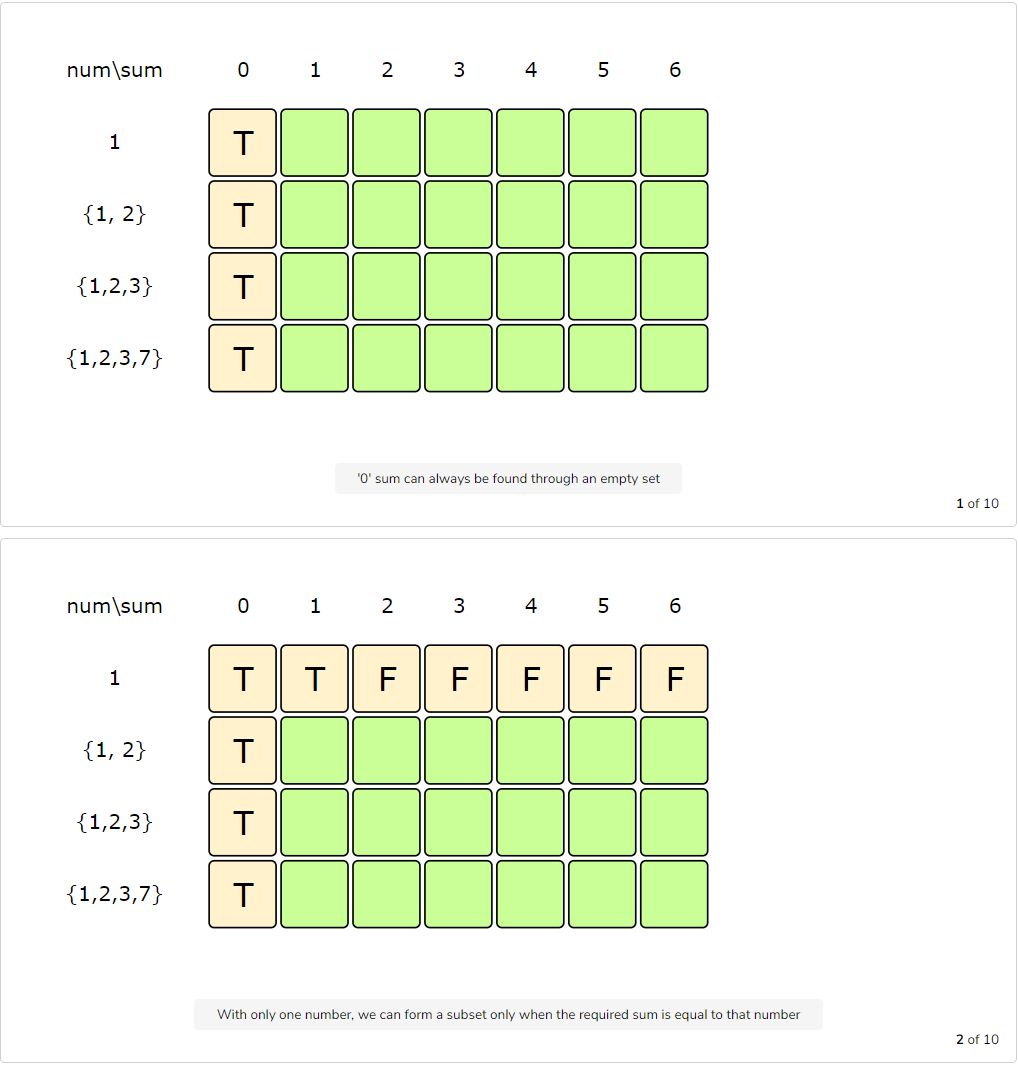 num\sum 0 1 2 3 4 5 6
1 T
{1, 2} T
{1,2,3} T
{1,2,3,7} T
'0' sum can always be found through an empty set
1 of 10
num\sum 0 1 2 3 4 5 6
1 T T F F F F F
{1, 2} T
{1,2,3} T
{1,2,3,7} T
With only one number, we can form a subset only when the required sum is equal to that number
2 of 10